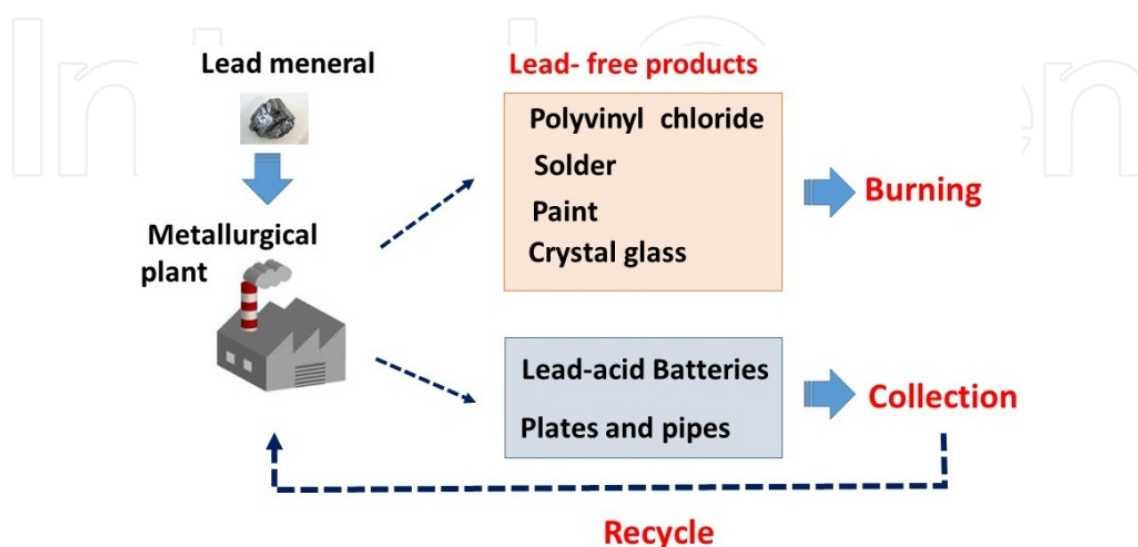 Lead meneral
Metallurgical
plant
Lead- free products
Polyvinyl chloride
Solder
Paint
Crystal glass
Burning
Lead-acid Batteries
Plates and pipes
Collection
Recycle